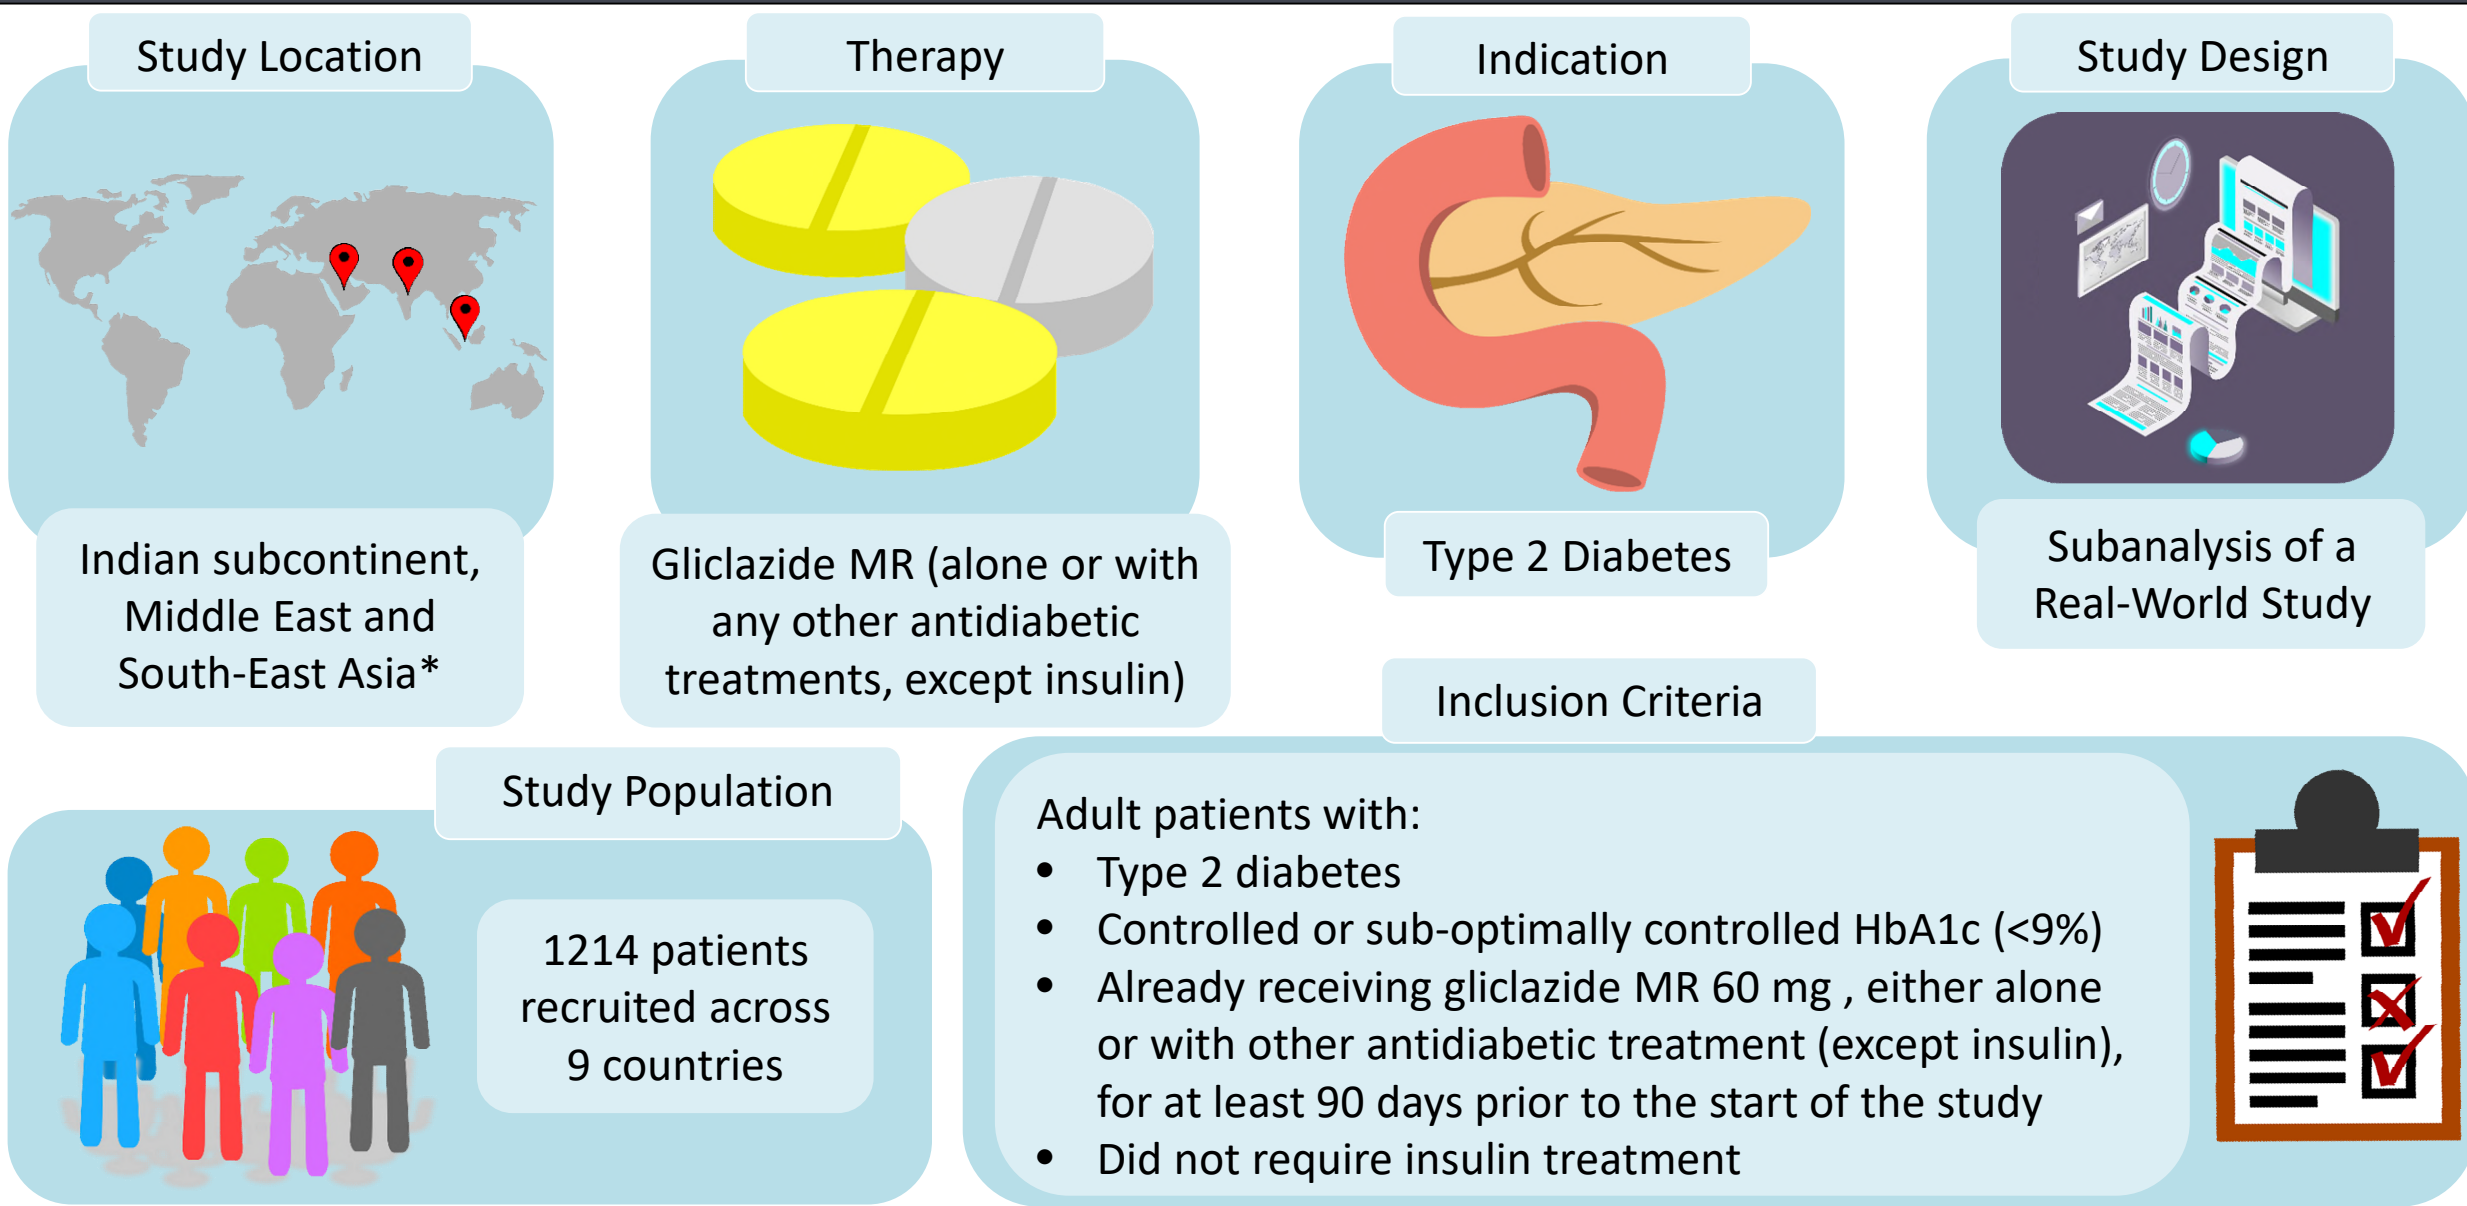 Study Location
Indian subcontinent,
Middle East and
South-East Asia*
Therapy
Gliclazide MR (alone or with
any other antidiabetic
treatments, except insulin)
Indication
Type 2 Diabetes
Study Design
Subanalysis of a
Real-World Study
Study Population
1214 patients
recruited across
9 countries
Inclusion Criteria
Adult patients with:
• Type 2 diabetes
• Controlled or sub-optimally controlled HbA1c (<9%)
• Already receiving gliclazide MR 60 mg , either alone
or with other antidiabetic treatment (except insulin),
for at least 90 days prior to the start of the study
• Did not require insulin treatment